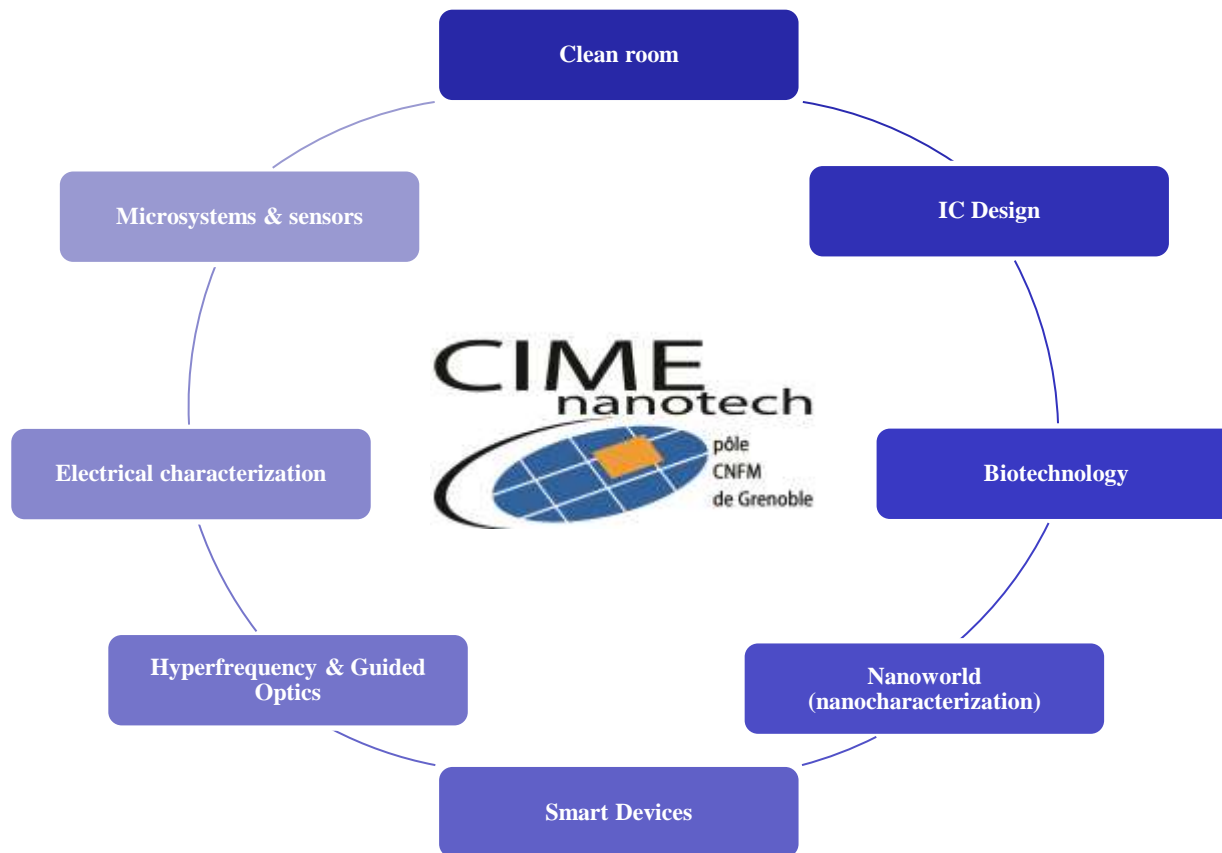 Clean room
Microsystems & sensors
IC Design
CIME
nanotech
pôle
CNFM
de Grenoble
Electrical characterization
Biotechnology
Hyperfrequency & Guided
Optics
Nanoworld
(nanocharacterization)
Smart Devices